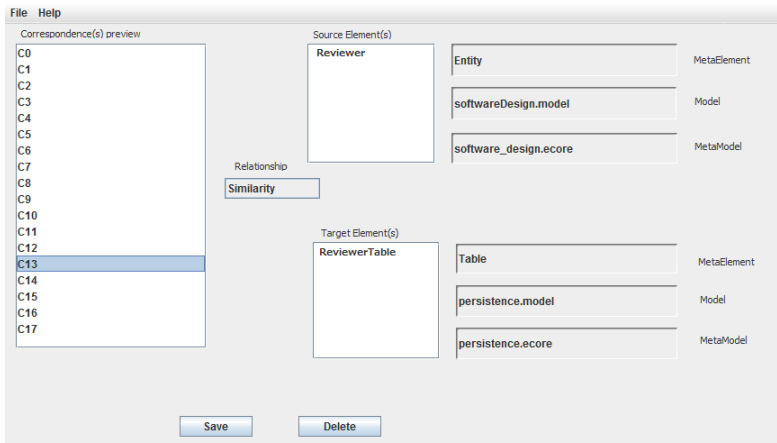 File Help
Correspondence(s) preview
C0
C1
C2
C3
C4
C5
C6
C7
C8
C9
C10
C11
C12
C13
C14
C15
C16
C17
Relationship
Similarity
Source Element(s)
Reviewer
Entity
MetaElement
softwareDesign.model
Model
software_design.ecore
MetaModel
Target Element(s)
ReviewerTable
Table
MetaElement
persistence.model
Model
persistence.ecore
MetaModel
Save
Delete